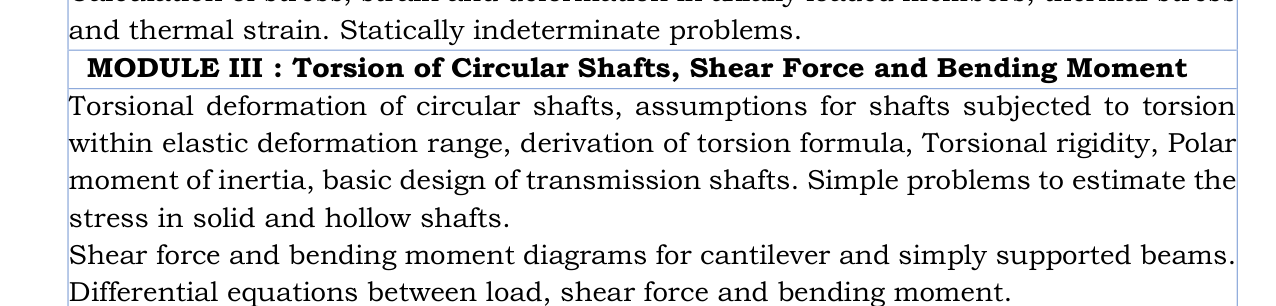 and thermal strain. Statically indeterminate problems.
MODULE III : Torsion of Circular Shafts, Shear Force and Bending Moment
Torsional deformation of circular shafts, assumptions for shafts subjected to torsion
within elastic deformation range, derivation of torsion formula, Torsional rigidity, Polar
moment of inertia, basic design of transmission shafts. Simple problems to estimate the
stress in solid and hollow shafts.
Shear force and bending moment diagrams for cantilever and simply supported beams.
Differential equations between load, shear force and bending moment.